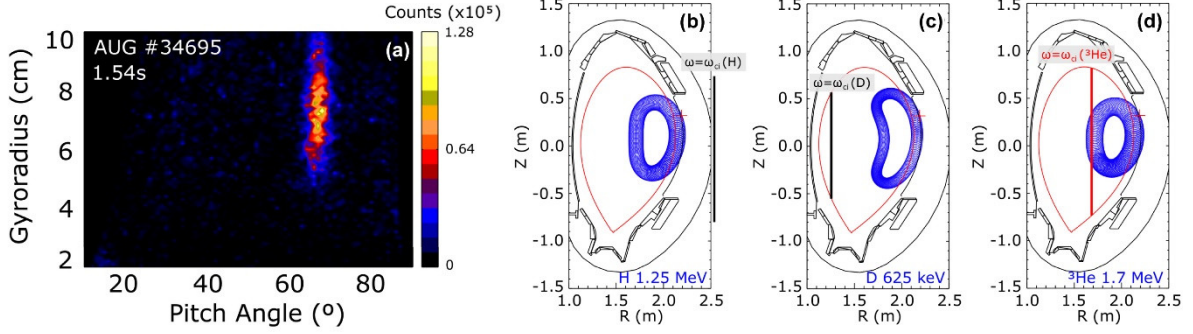 Counts (x10⁵)
AUG #34695
1.54s
(a)
10
8
6
4
2
Gyroradius (cm)
20
40
60
80
Pitch Angle (º)
1.28
0.64
0
(b)
ω=ω_ci(H)
1.5
1.0
0.5
0.0
-0.5
-1.0
-1.5
Z (m)
H 1.25 MeV
1.0
1.5
2.0
2.5
R (m)
(c)
ω=ω_ci(D)
1.5
1.0
0.5
0.0
-0.5
-1.0
-1.5
Z (m)
D 625 keV
1.0
1.5
2.0
2.5
R (m)
(d)
ω=ω_ci(³He)
1.5
1.0
0.5
0.0
-0.5
-1.0
-1.5
Z (m)
³He 1.7 MeV
1.0
1.5
2.0
2.5
R (m)